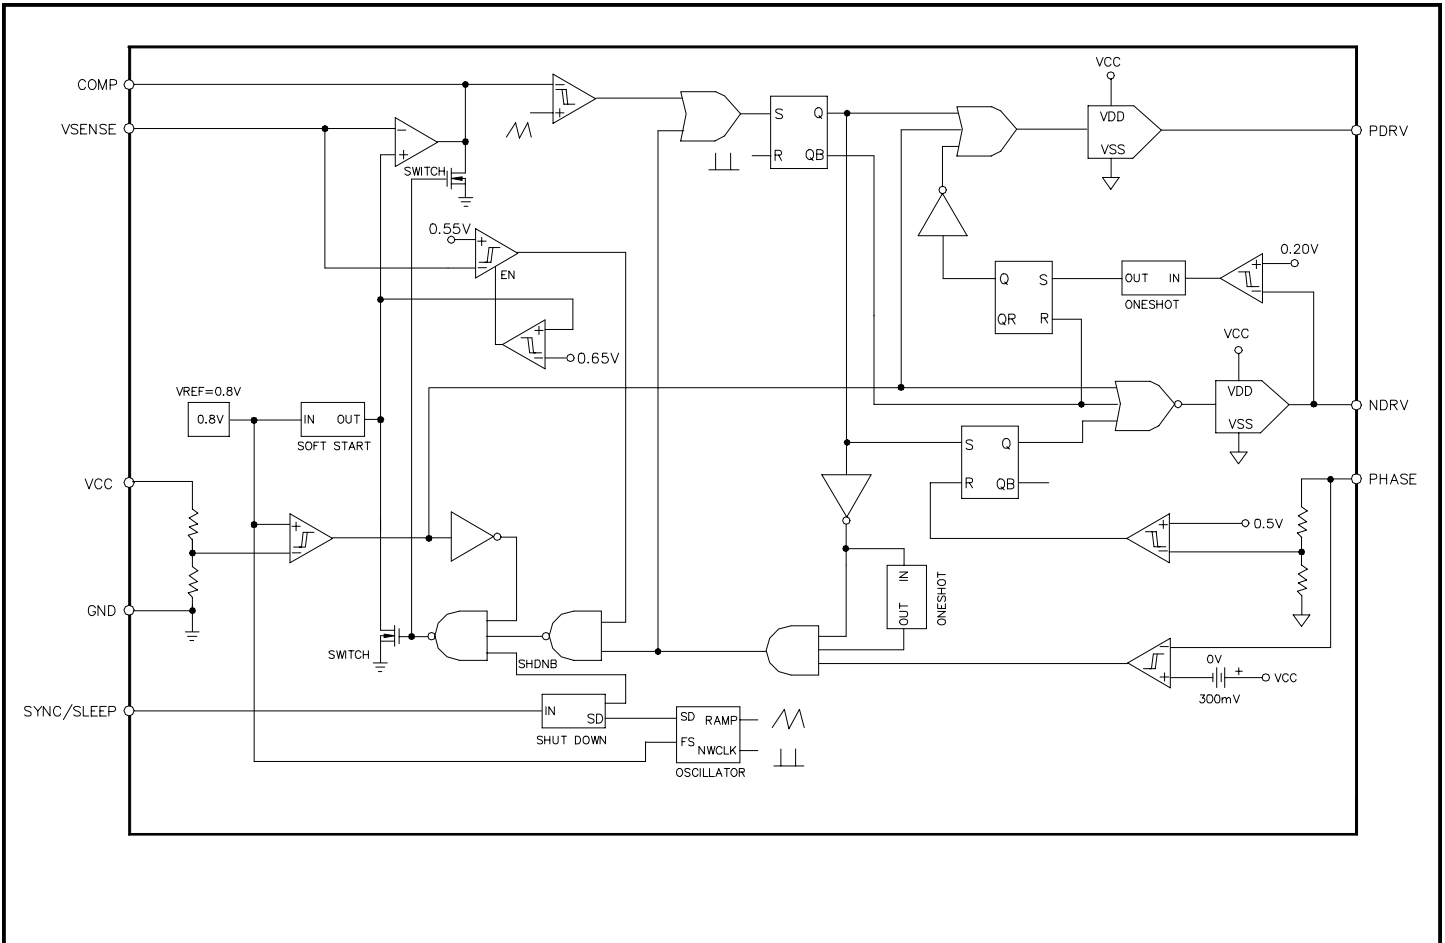 VCC
COMP
S
Q
VDD
VSENSE
PDRV
VSS
R
QB
SWITCH
0.55V
0.20V
EN
Q
S
OUT
IN
ONESHOT
QR
R
VCC
0.65V
VREF=0.8V
VDD
NDRV
0.8V
IN
OUT
VSS
SOFT START
S
Q
PHASE
VCC
R
QB
0.5V
IN
OUT
ONESHOT
GND
SWITCH
SHDNB
0V
VCC
300mV
SYNC/SLEEP
IN
SD
SD
RAMP
SHUT DOWN
FS
NWCLK
OSCILLATOR